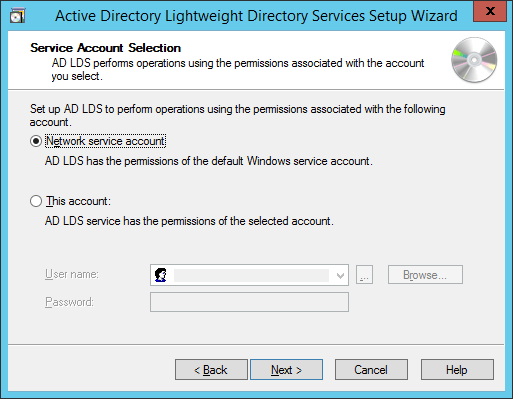 Active Directory Lightweight Directory Services Setup Wizard
Service Account Selection
AD LDS performs operations using the permissions associated with the account
you select.
Set up AD LDS to perform operations using the permissions associated with the following
account.
Network service account
AD LDS has the permissions of the default Windows service account.
This account:
AD LDS service has the permissions of the selected account.
User name:
...
Browse...
Password:
< Back
Next >
Cancel
Help